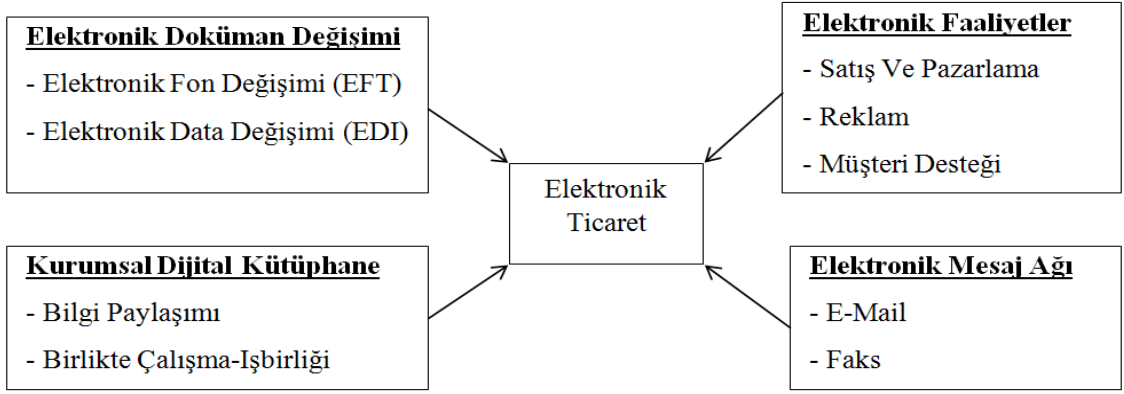 Elektronik Doküman Değişimi
- Elektronik Fon Değişimi (EFT)
- Elektronik Data Değişimi (EDI)
Elektronik Faaliyetler
- Satış Ve Pazarlama
- Reklam
- Müşteri Desteği
Elektronik
Ticaret
Kurumsal Dijital Kütüphane
- Bilgi Paylaşımı
- Birlikte Çalışma-Işbirliği
Elektronik Mesaj Ağı
- E-Mail
- Faks